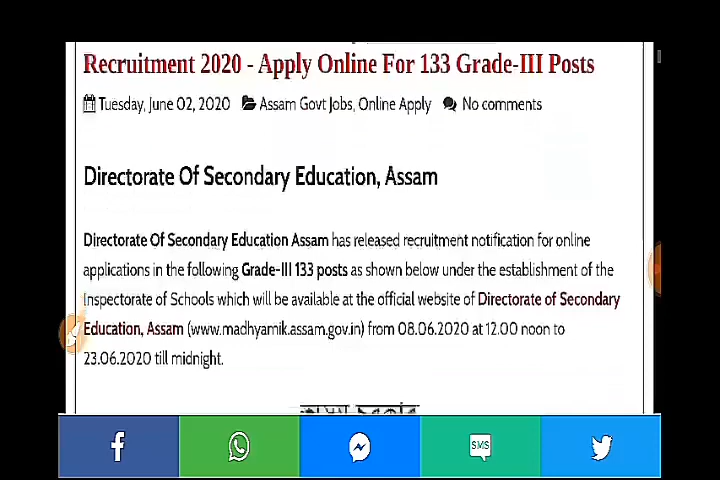 Recruitment 2020 - Apply Online For 133 Grade-III Posts
Tuesday, June 02, 2020 Assam Govt Jobs, Online Apply No comments
Directorate Of Secondary Education, Assam
Directorate Of Secondary Education Assam has released recruitment notification for online
applications in the following Grade-III 133 posts as shown below under the establishment of the
Inspectorate of Schools which will be available at the official website of Directorate of Secondary
Education, Assam (www.madhyamik.assam.gov.in) from 08.06.2020 at 12.00 noon to
23.06.2020 till midnight.
SMS